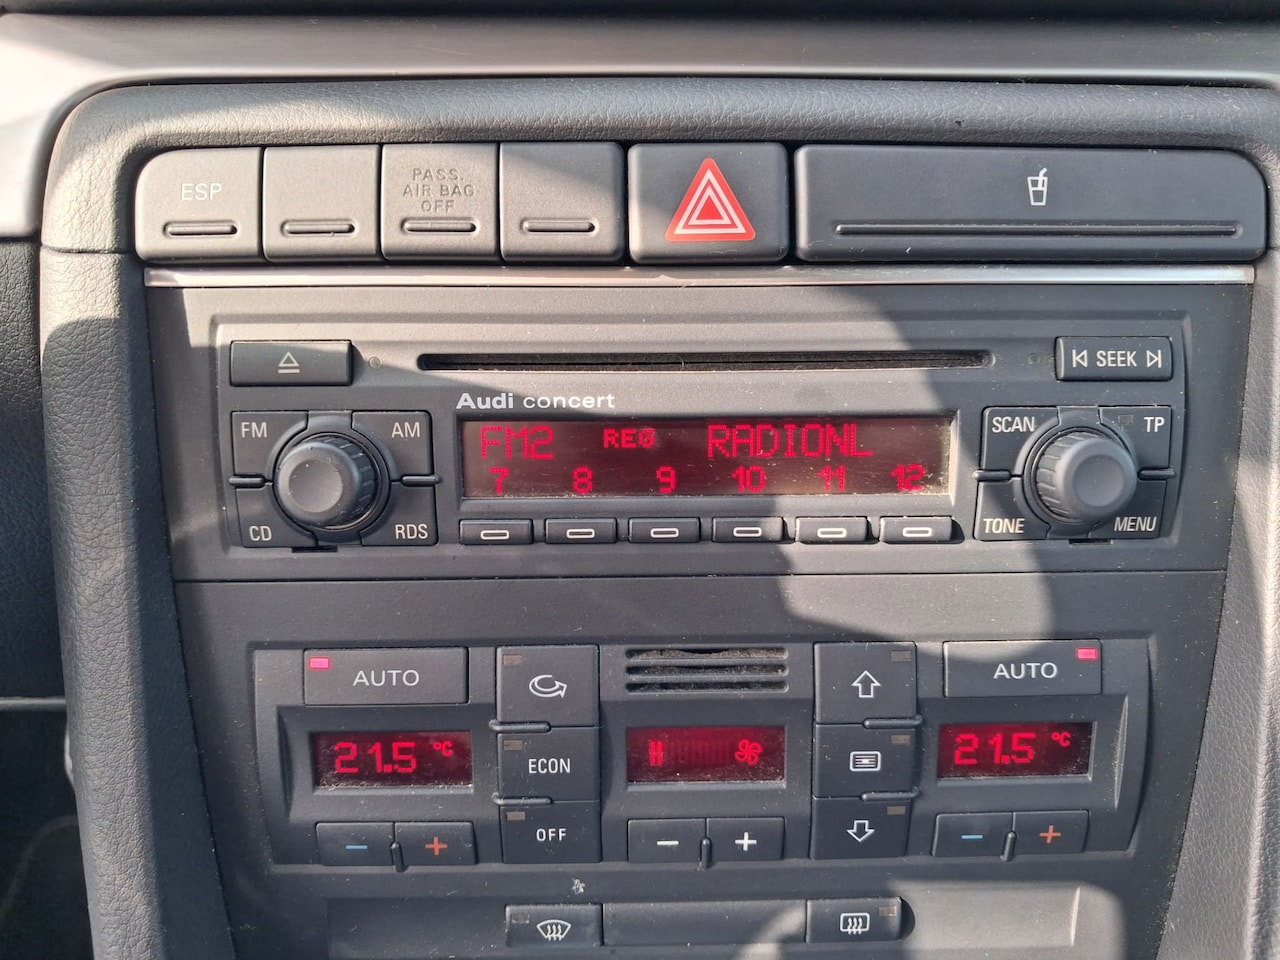 ESP
PASS.
AIR BAG
OFF
SEEK
Audi concert
FM
AM
CD
RDS
FM2 REG RADIONL
7 8 9 10 11 12
SCAN
TP
TONE
MENU
AUTO
AUTO
21.5 °C
21.5 °C
ECON
OFF